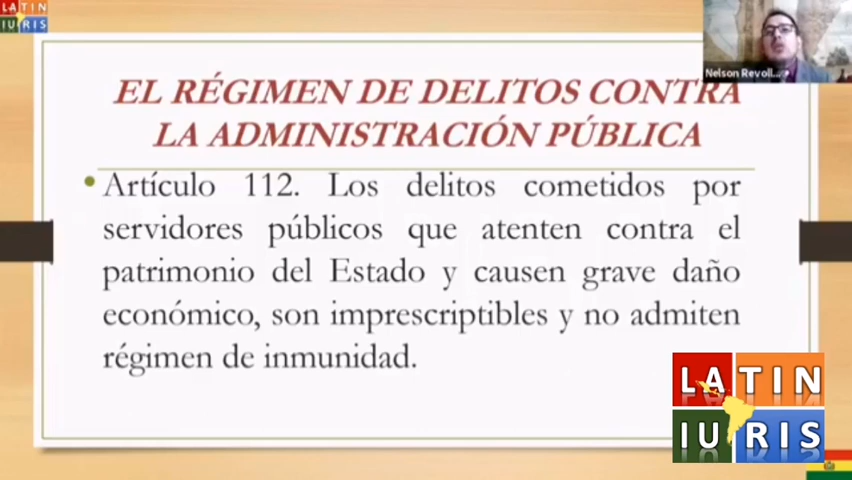 LATIN
IURIS
Nelson Revoll...
EL RÉGIMEN DE DELITOS CONTRA
LA ADMINISTRACIÓN PÚBLICA
• Artículo 112. Los delitos cometidos por
servidores públicos que atenten contra el
patrimonio del Estado y causen grave daño
económico, son imprescriptibles y no admiten
régimen de inmunidad.
LATIN
IURIS